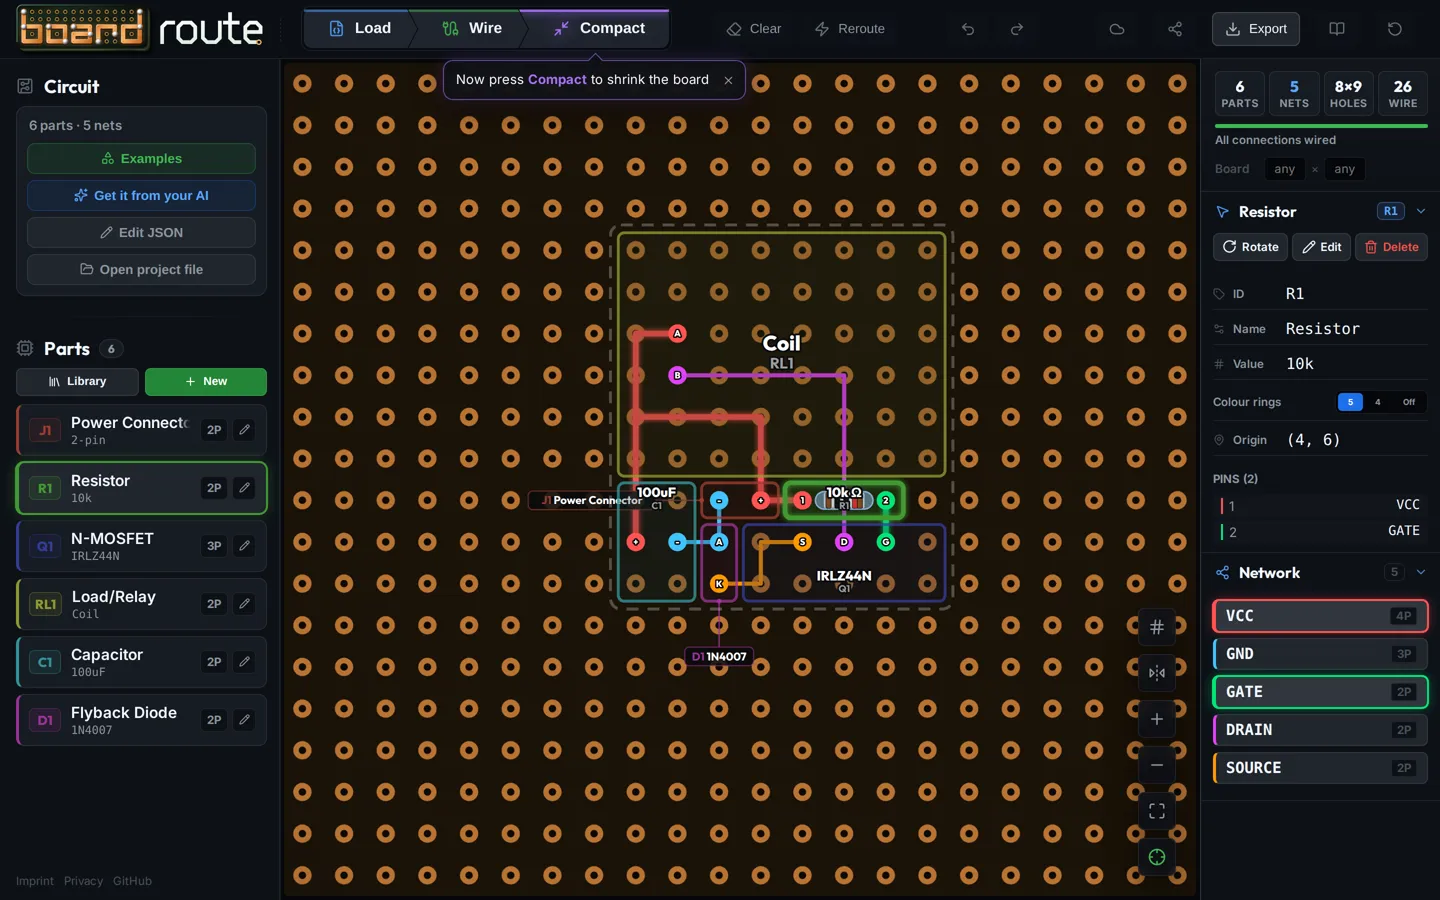 board route
Load
Wire
Compact
Clear
Reroute
Export
Now press Compact to shrink the board ×
Circuit
6 parts · 5 nets
Examples
Get it from your AI
Edit JSON
Open project file
Parts 6
Library
+ New
J1 Power Connecto 2P
2-pin
R1 Resistor 2P
10k
Q1 N-MOSFET 3P
IRLZ44N
RL1 Load/Relay 2P
Coil
C1 Capacitor 2P
100uF
D1 Flyback Diode 2P
1N4007
Imprint Privacy GitHub
A
Coil
RL1
B
J1 Power Connector
100uF
C1
-
+
1
10kΩ
R1
2
+
-
A
S
D
G
K
IRLZ44N
Q1
D1 1N4007
6 PARTS
5 NETS
8×9 HOLES
26 WIRE
All connections wired
Board any × any
Resistor R1
Rotate
Edit
Delete
ID R1
Name Resistor
# Value 10k
Colour rings 5 4 Off
Origin (4, 6)
PINS (2)
1 VCC
2 GATE
Network 5
VCC 4P
GND 3P
GATE 2P
DRAIN 2P
SOURCE 2P